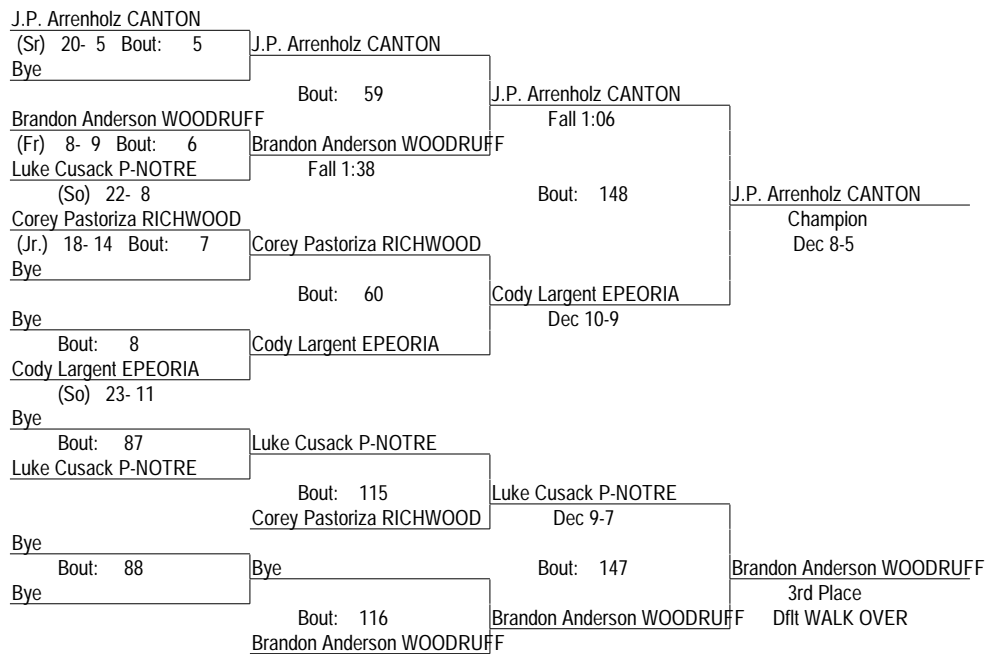 J.P. Arrenholz CANTON
(Sr) 20- 5 Bout: 5 J.P. Arrenholz CANTON
Bye
Bout: 59 J.P. Arrenholz CANTON
Brandon Anderson WOODRUFF Fall 1:06
(Fr) 8- 9 Bout: 6 Brandon Anderson WOODRUFF
Luke Cusack P-NOTRE Fall 1:38
(So) 22- 8 Bout: 148 J.P. Arrenholz CANTON
Corey Pastoriza RICHWOOD Champion
(Jr.) 18- 14 Bout: 7 Corey Pastoriza RICHWOOD Dec 8-5
Bye
Bout: 60 Cody Largent EPEORIA
Bye Dec 10-9
Bout: 8 Cody Largent EPEORIA
Cody Largent EPEORIA
(So) 23- 11
Bye
Bout: 87 Luke Cusack P-NOTRE
Luke Cusack P-NOTRE
Bout: 115 Luke Cusack P-NOTRE
Corey Pastoriza RICHWOOD Dec 9-7
Bye
Bout: 88 Bye Bout: 147 Brandon Anderson WOODRUFF
Bye 3rd Place
Bout: 116 Brandon Anderson WOODRUFF Dflt WALK OVER
Brandon Anderson WOODRUFF